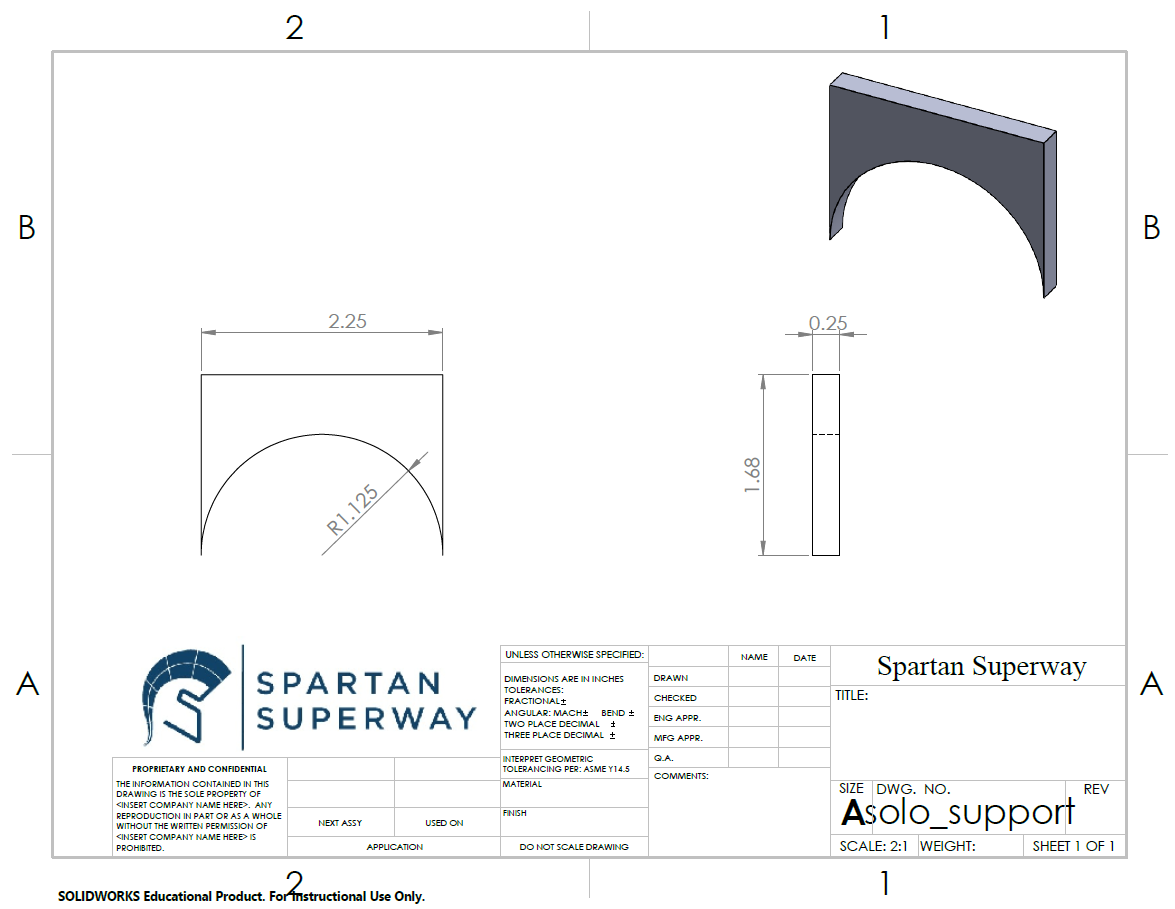 2
1
B
B
2.25
0.25
R1.125
1.68
A
A
SPARTAN
SUPERWAY
PROPRIETARY AND CONFIDENTIAL
THE INFORMATION CONTAINED IN THIS
DRAWING IS THE SOLE PROPERTY OF
<INSERT COMPANY NAME HERE>. ANY
REPRODUCTION IN PART OR AS A WHOLE
WITHOUT THE WRITTEN PERMISSION OF
<INSERT COMPANY NAME HERE> IS
PROHIBITED.
NEXT ASSY
USED ON
APPLICATION
UNLESS OTHERWISE SPECIFIED:
DIMENSIONS ARE IN INCHES
TOLERANCES:
FRACTIONAL±
ANGULAR: MACH± BEND ±
TWO PLACE DECIMAL ±
THREE PLACE DECIMAL ±
INTERPRET GEOMETRIC
TOLERANCING PER: ASME Y14.5
MATERIAL
FINISH
DO NOT SCALE DRAWING
NAME
DATE
DRAWN
CHECKED
ENG APPR.
MFG APPR.
Q.A.
COMMENTS:
Spartan Superway
TITLE:
SIZE
DWG. NO.
REV
A
solo_support
SCALE: 2:1
WEIGHT:
SHEET 1 OF 1
2
1
SOLIDWORKS Educational Product. For Instructional Use Only.